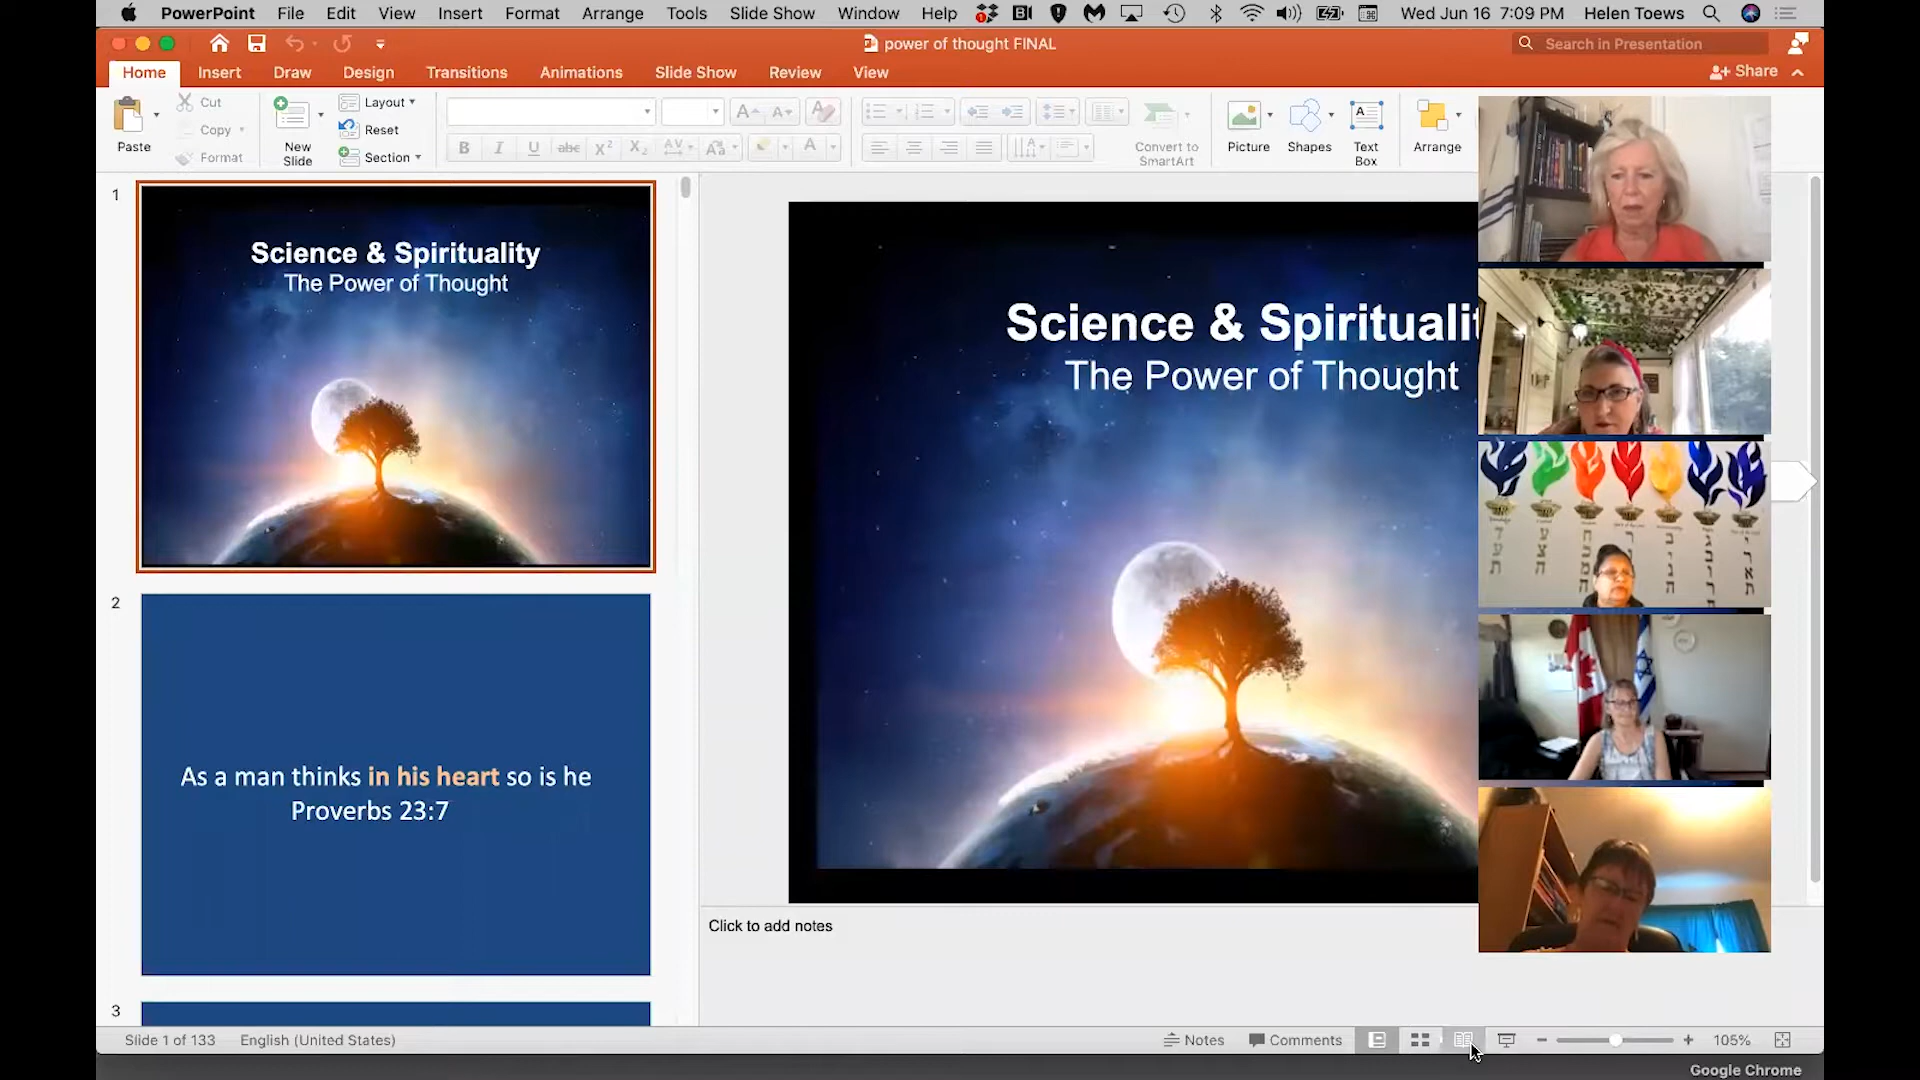 PowerPoint File Edit View Insert Format Arrange Tools Slide Show Window Help Wed Jun 16 7:09 PM Helen Toews
power of thought FINAL
Search in Presentation
Home Insert Draw Design Transitions Animations Slide Show Review View
Share
Paste
Cut
Copy
Format
New
Slide
Layout
Reset
Section
B I U abc X² X₂ AV Aa A
Convert to
SmartArt
Picture
Shapes
Text
Box
Arrange
1
Science & Spirituality
The Power of Thought
2
As a man thinks in his heart so is he
Proverbs 23:7
3
Science & Spiritualit
The Power of Thought
Click to add notes
Slide 1 of 133
English (United States)
Notes
Comments
105%
Google Chrome